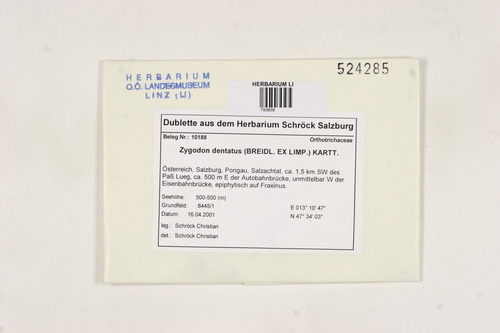 HERBARIUM
O.Ö. LANDESMUSEUM
LINZ (LI)
HERBARIUM LI
524285
Dublette aus dem Herbarium Schröck Salzburg
Beleg Nr.: 10188
Orthotrichaceae
Zygodon dentatus (BREIDL. EX LIMP.) KARTT.
Österreich, Salzburg, Pongau, Salzachtal, ca. 1,5 km SW des
Paß Lueg, ca. 500 m E der Autobahnbrücke, unmittelbar W der
Eisenbahnbrücke, epiphytisch auf Fraxinus.
Seehöhe: 500-500 (m)
Grundfeld: 8445/1
E 013° 10' 47"
Datum: 16.04.2001
N 47° 34' 03"
leg.: Schröck Christian
det.: Schröck Christian